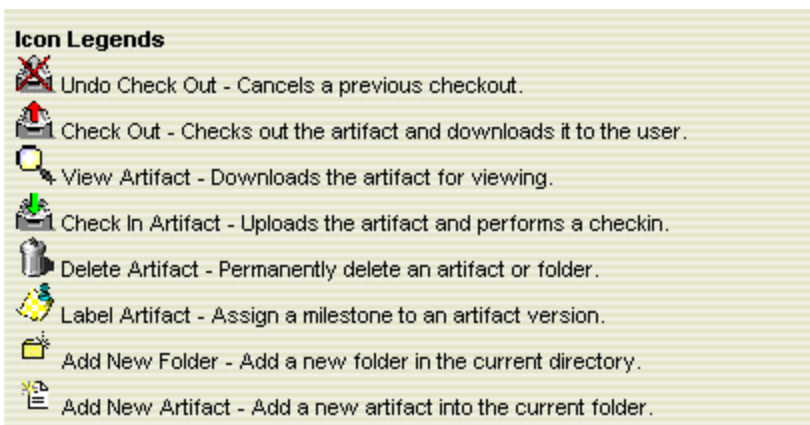 Icon Legends
Undo Check Out - Cancels a previous checkout.
Check Out - Checks out the artifact and downloads it to the user.
View Artifact - Downloads the artifact for viewing.
Check In Artifact - Uploads the artifact and performs a checkin.
Delete Artifact - Permanently delete an artifact or folder.
Label Artifact - Assign a milestone to an artifact version.
Add New Folder - Add a new folder in the current directory.
Add New Artifact - Add a new artifact into the current folder.